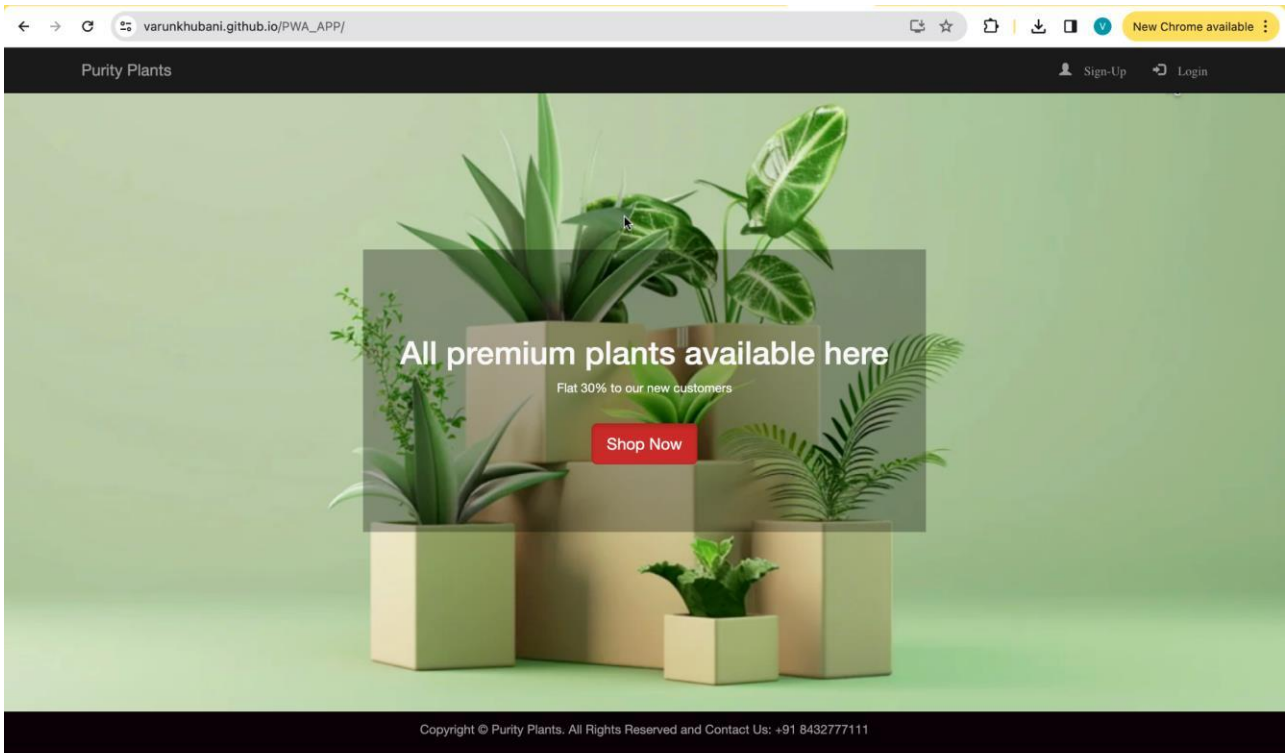 varunkhubani.github.io/PWA_APP/
V
New Chrome available
Purity Plants
Sign-Up
Login
All premium plants available here
Flat 30% to our new customers
Shop Now
Copyright © Purity Plants. All Rights Reserved and Contact Us: +91 8432777111